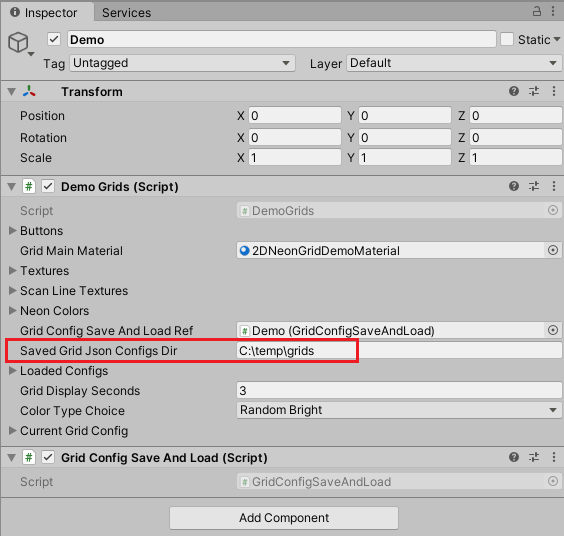 Inspector Services
Demo Static
Tag Untagged Layer Default
Transform
Position X 0 Y 0 Z 0
Rotation X 0 Y 0 Z 0
Scale X 1 Y 1 Z 1
# Demo Grids (Script)
Script # DemoGrids
Buttons
Grid Main Material 2DNeonGridDemoMaterial
Textures
Scan Line Textures
Neon Colors
Grid Config Save And Load Ref # Demo (GridConfigSaveAndLoad)
Saved Grid Json Configs Dir C:\temp\grids
Loaded Configs
Grid Display Seconds 3
Color Type Choice Random Bright
Current Grid Config
# Grid Config Save And Load (Script)
Script # GridConfigSaveAndLoad
Add Component